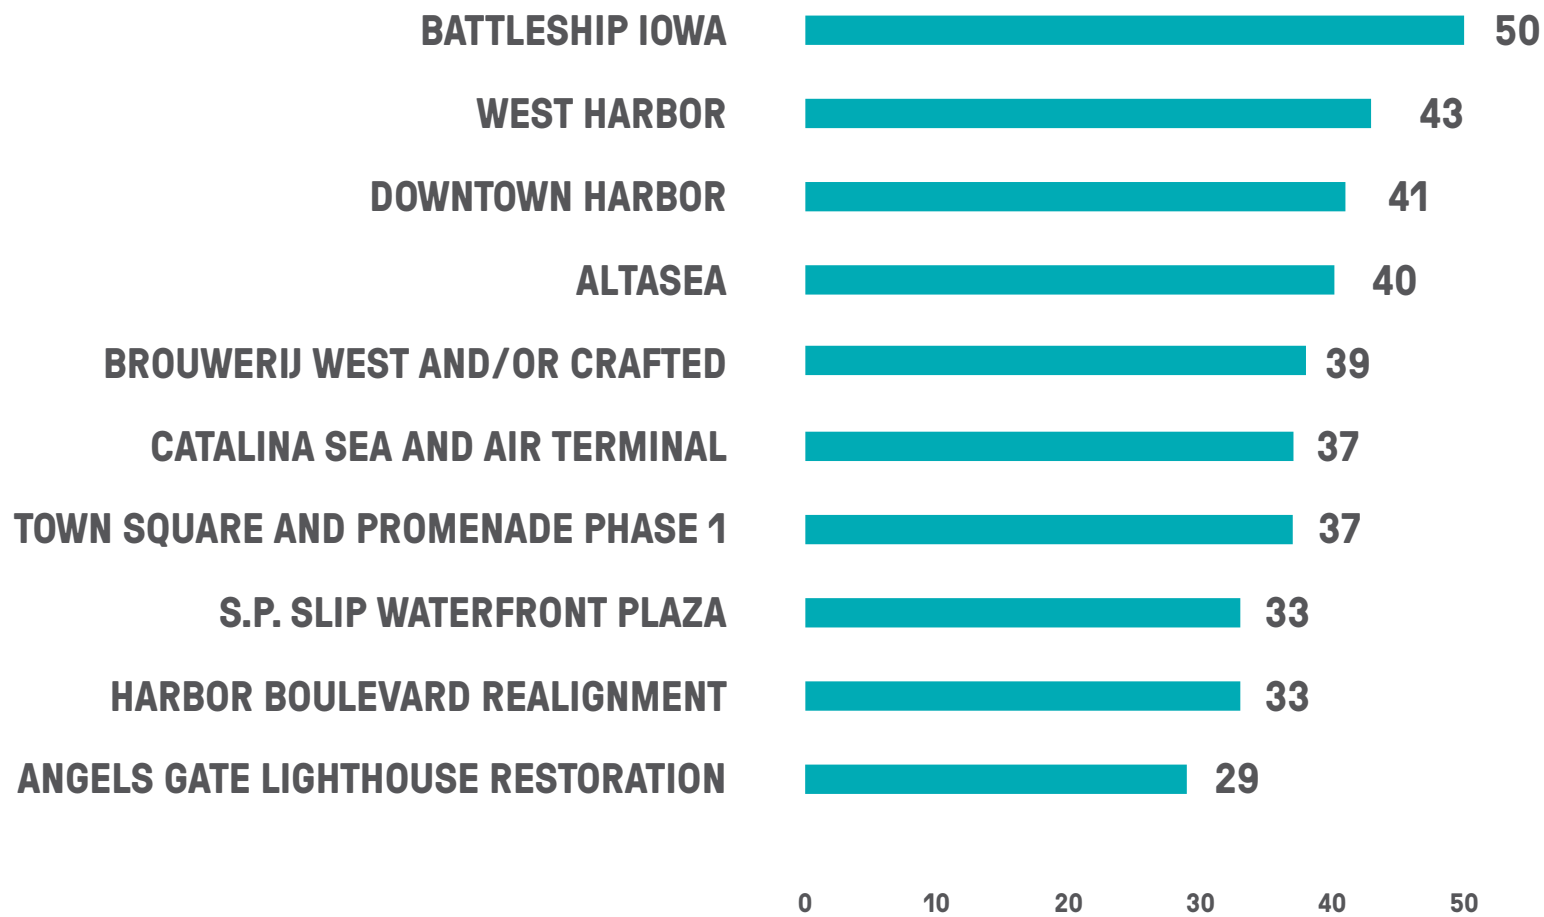 BATTLESHIP IOWA 50
WEST HARBOR 43
DOWNTOWN HARBOR 41
ALTASEA 40
BROUWERIJ WEST AND/OR CRAFTED 39
CATALINA SEA AND AIR TERMINAL 37
TOWN SQUARE AND PROMENADE PHASE 1 37
S.P. SLIP WATERFRONT PLAZA 33
HARBOR BOULEVARD REALIGNMENT 33
ANGELS GATE LIGHTHOUSE RESTORATION 29
0 10 20 30 40 50